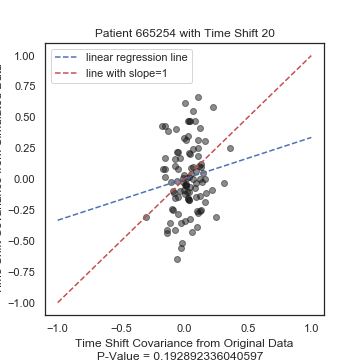 Patient 665254 with Time Shift 20
linear regression line
line with slope=1
1.00
0.75
0.50
0.25
0.00
−0.25
−0.50
−0.75
−1.00
−1.0
−0.5
0.0
0.5
1.0
Time Shift Covariance from Original Data
P-Value = 0.192892336040597